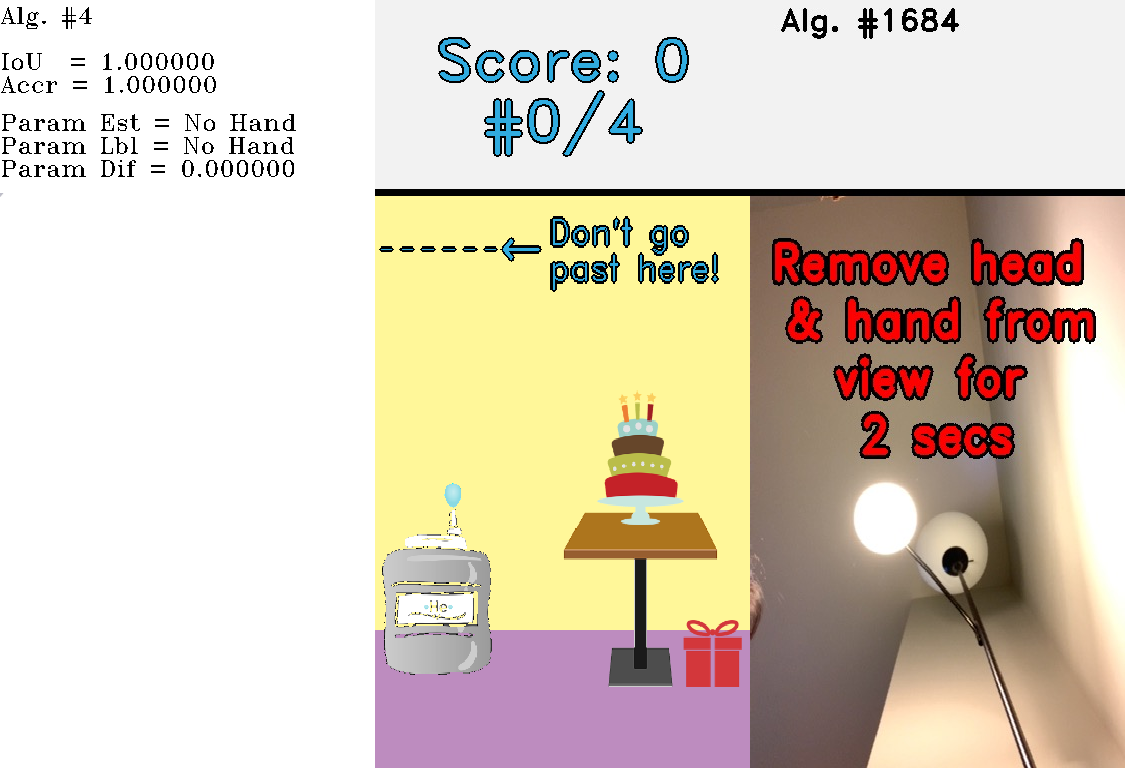 Alg. #4
IoU = 1.000000
Accr = 1.000000
Param Est = No Hand
Param Lbl = No Hand
Param Dif = 0.000000
Score: 0
#0/4
Alg. #1684
Don't go
past here!
Remove head
& hand from
view for
2 secs